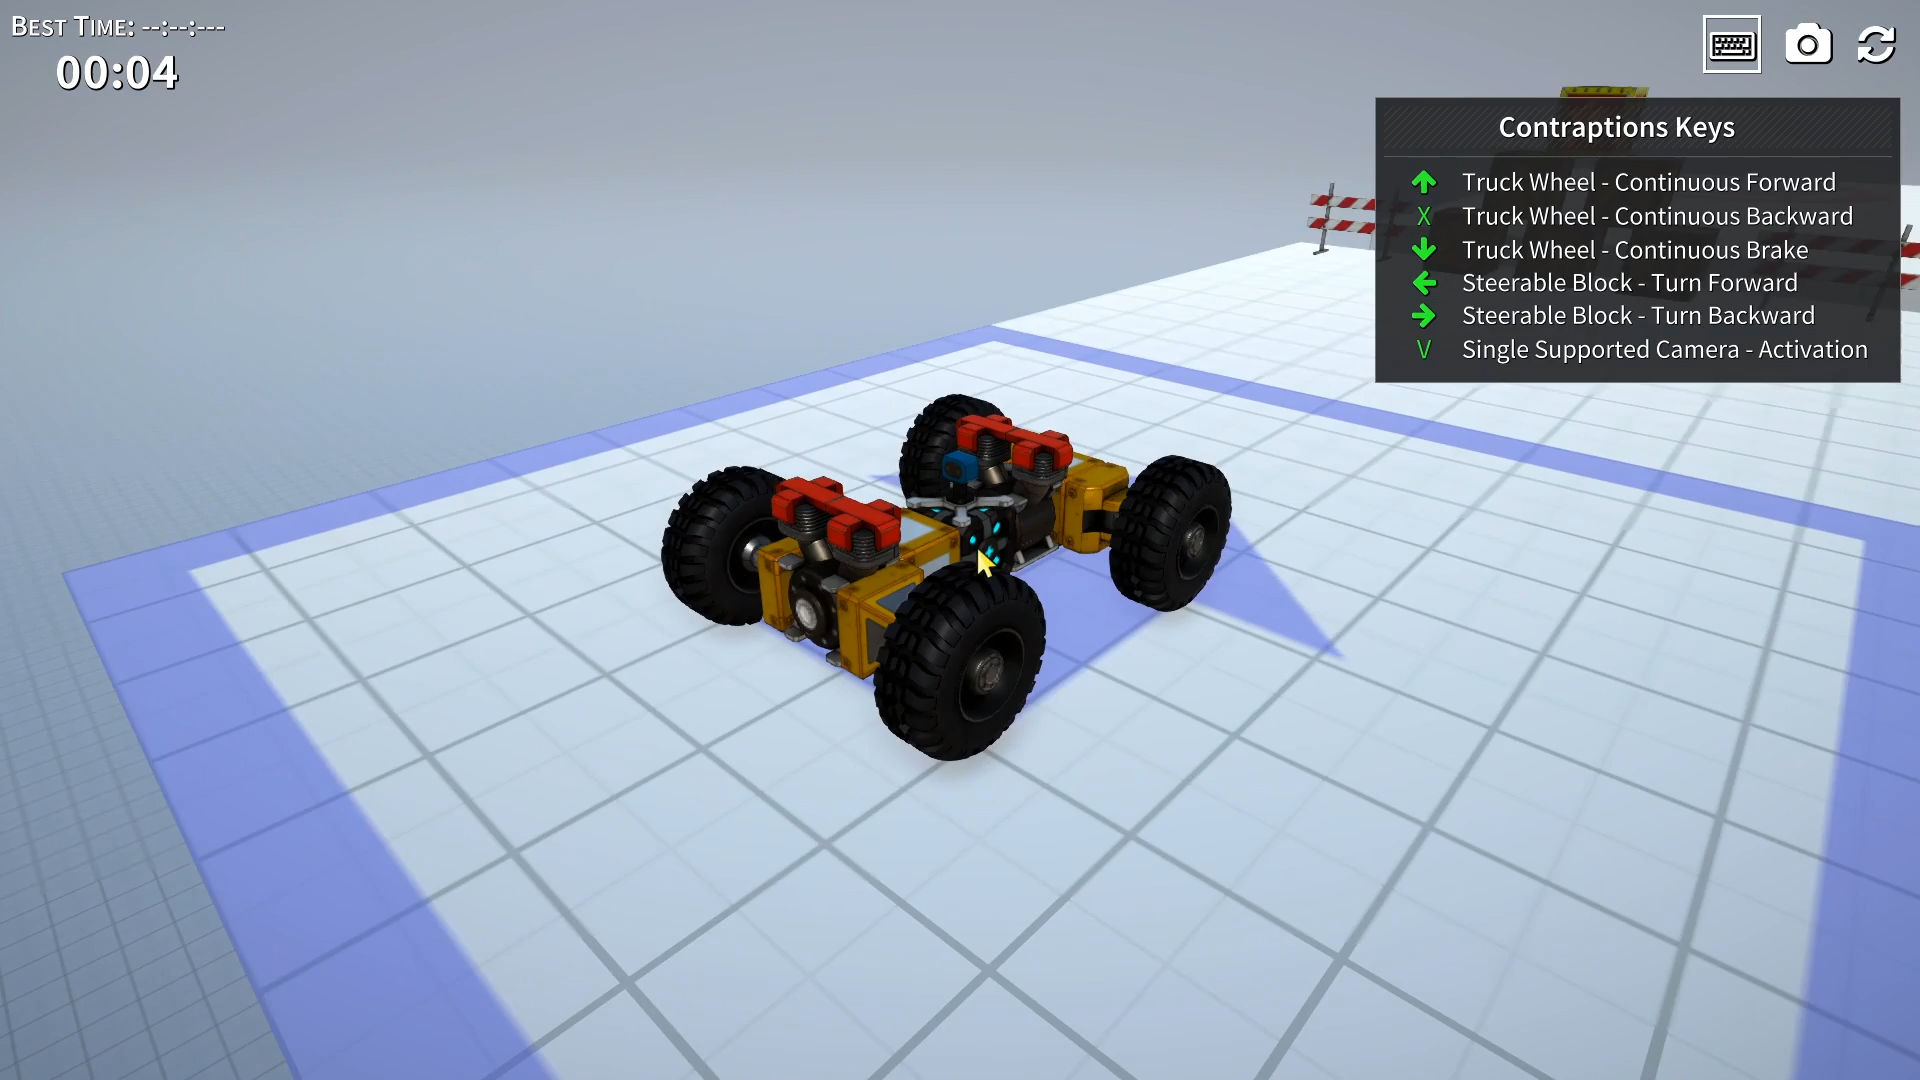 BEST TIME: --:--:---
00:04
Contraptions Keys
↑ Truck Wheel - Continuous Forward
X Truck Wheel - Continuous Backward
↓ Truck Wheel - Continuous Brake
← Steerable Block - Turn Forward
→ Steerable Block - Turn Backward
V Single Supported Camera - Activation